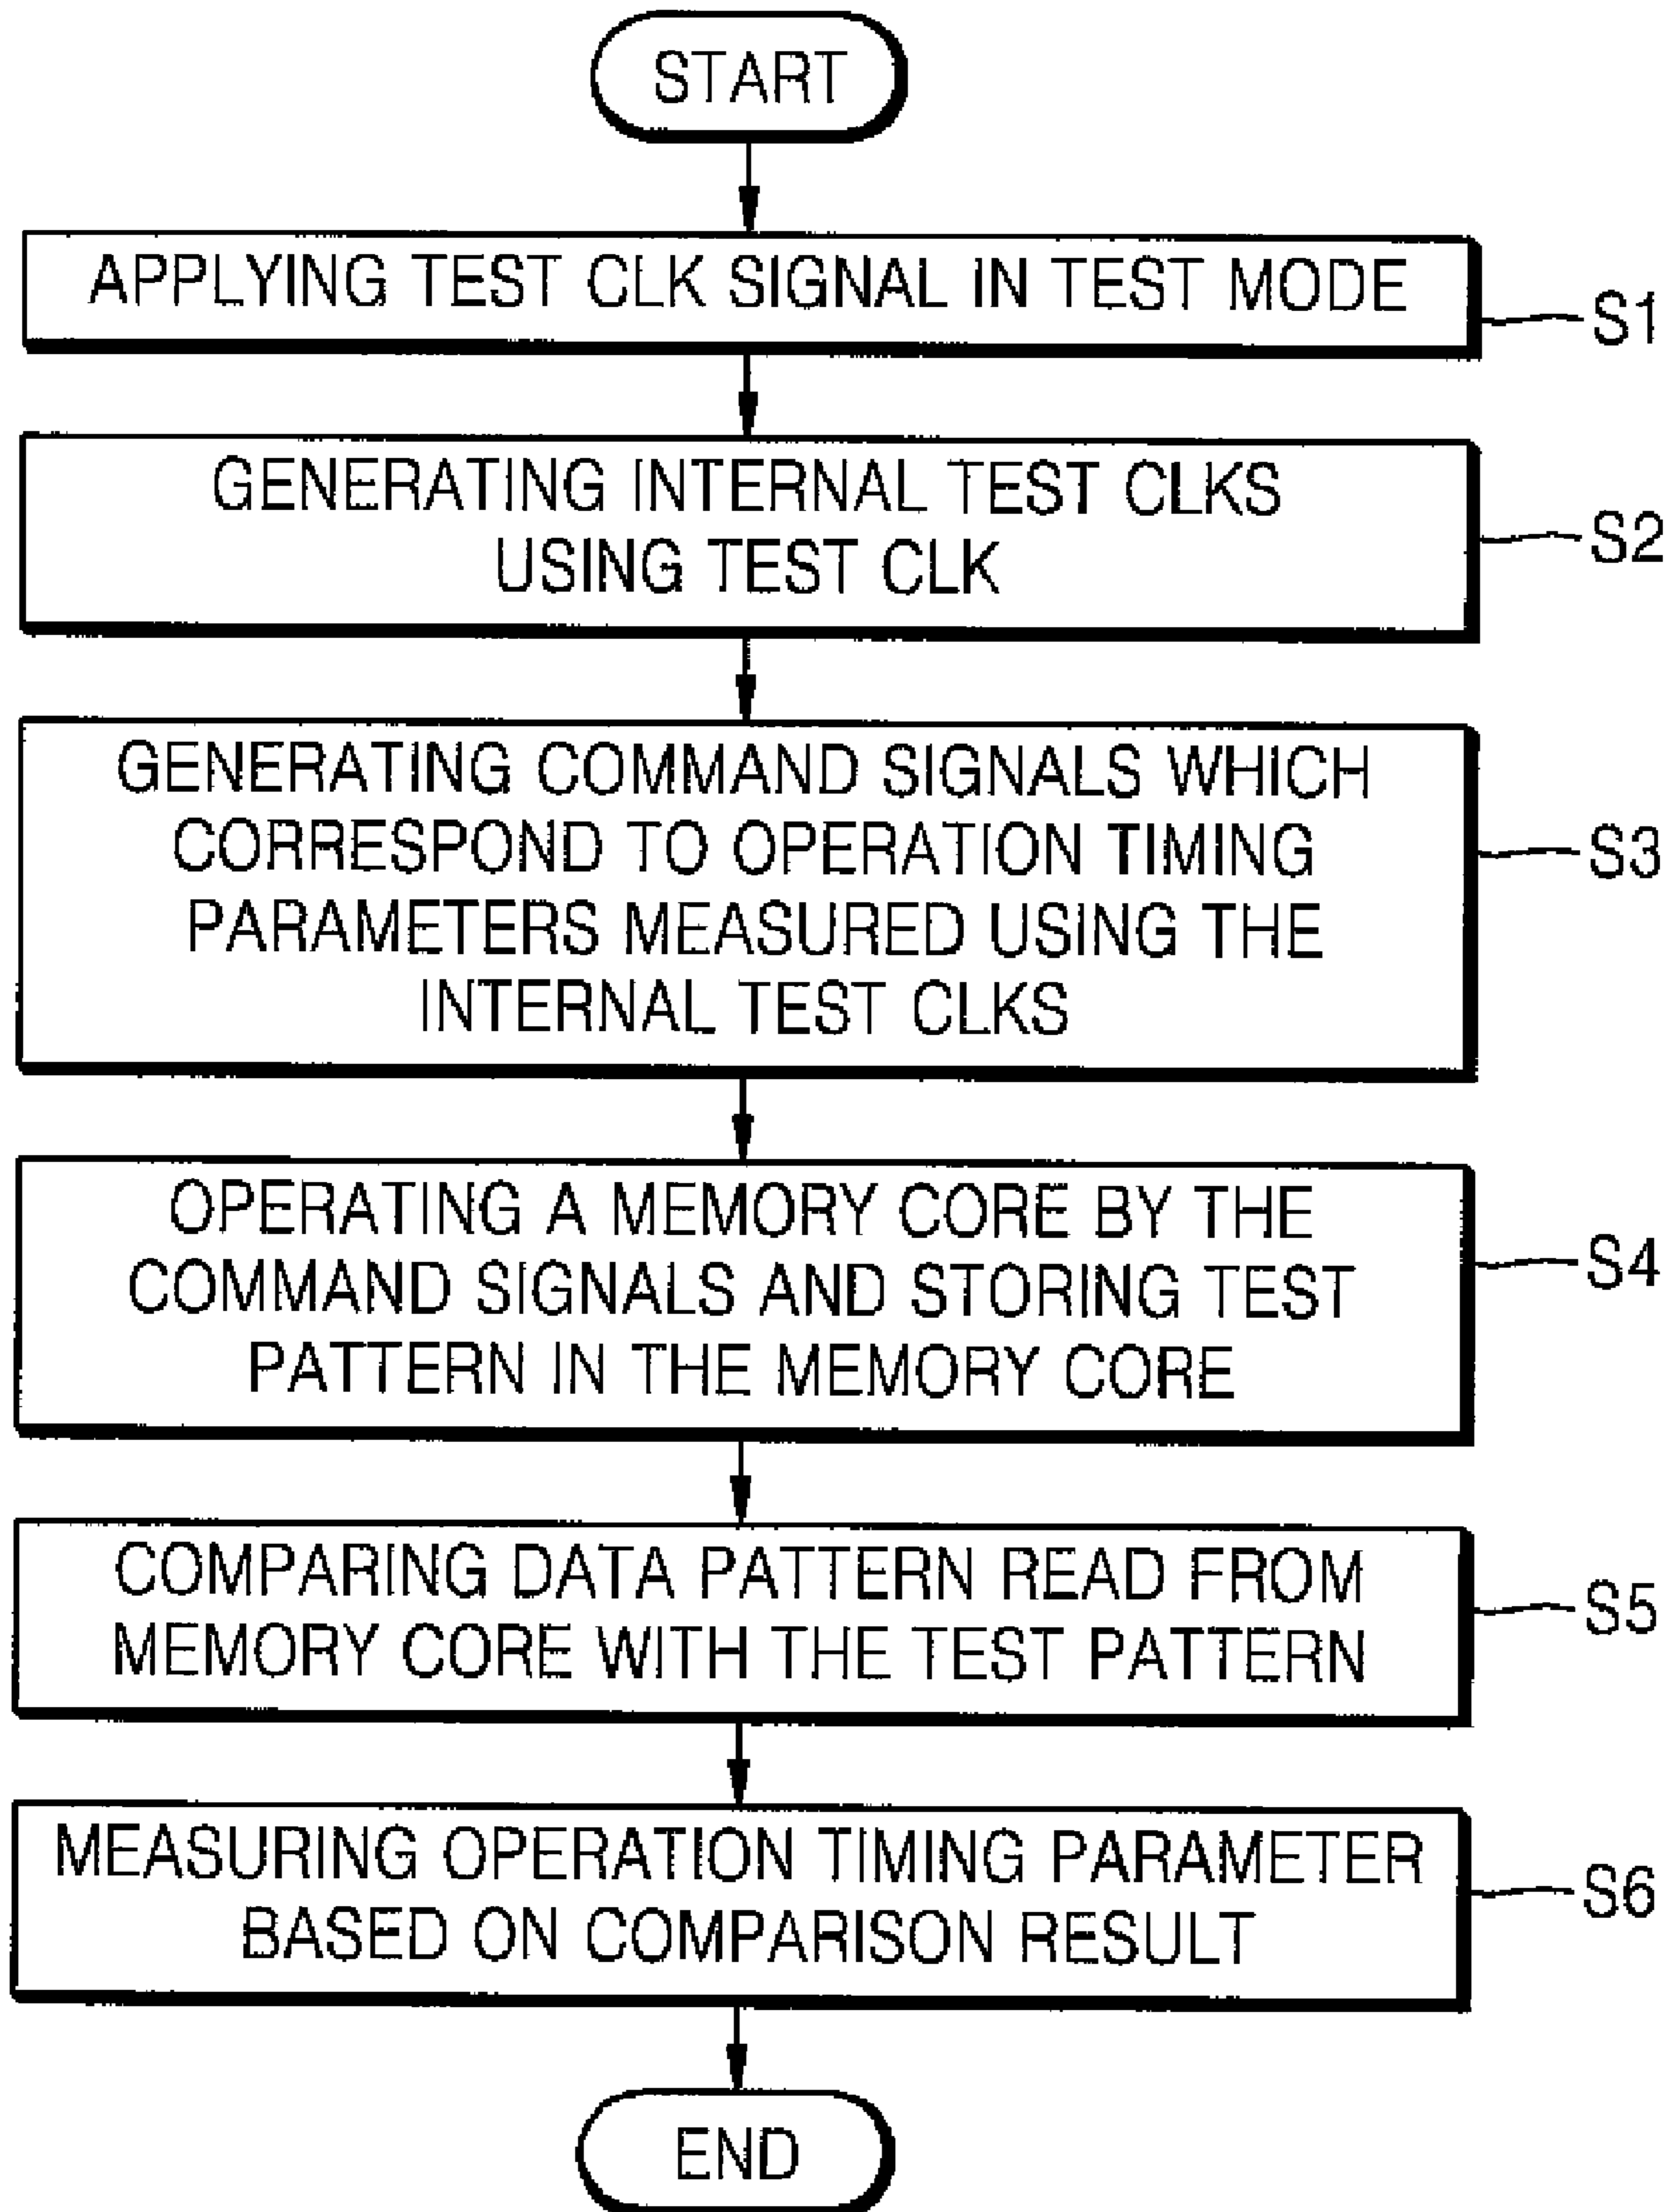 START
APPLYING TEST CLK SIGNAL IN TEST MODE
S1
GENERATING INTERNAL TEST CLKS
USING TEST CLK
S2
GENERATING COMMAND SIGNALS WHICH
CORRESPOND TO OPERATION TIMING
PARAMETERS MEASURED USING THE
INTERNAL TEST CLKS
S3
OPERATING A MEMORY CORE BY THE
COMMAND SIGNALS AND STORING TEST
PATTERN IN THE MEMORY CORE
S4
COMPARING DATA PATTERN READ FROM
MEMORY CORE WITH THE TEST PATTERN
S5
MEASURING OPERATION TIMING PARAMETER
BASED ON COMPARISON RESULT
S6
END